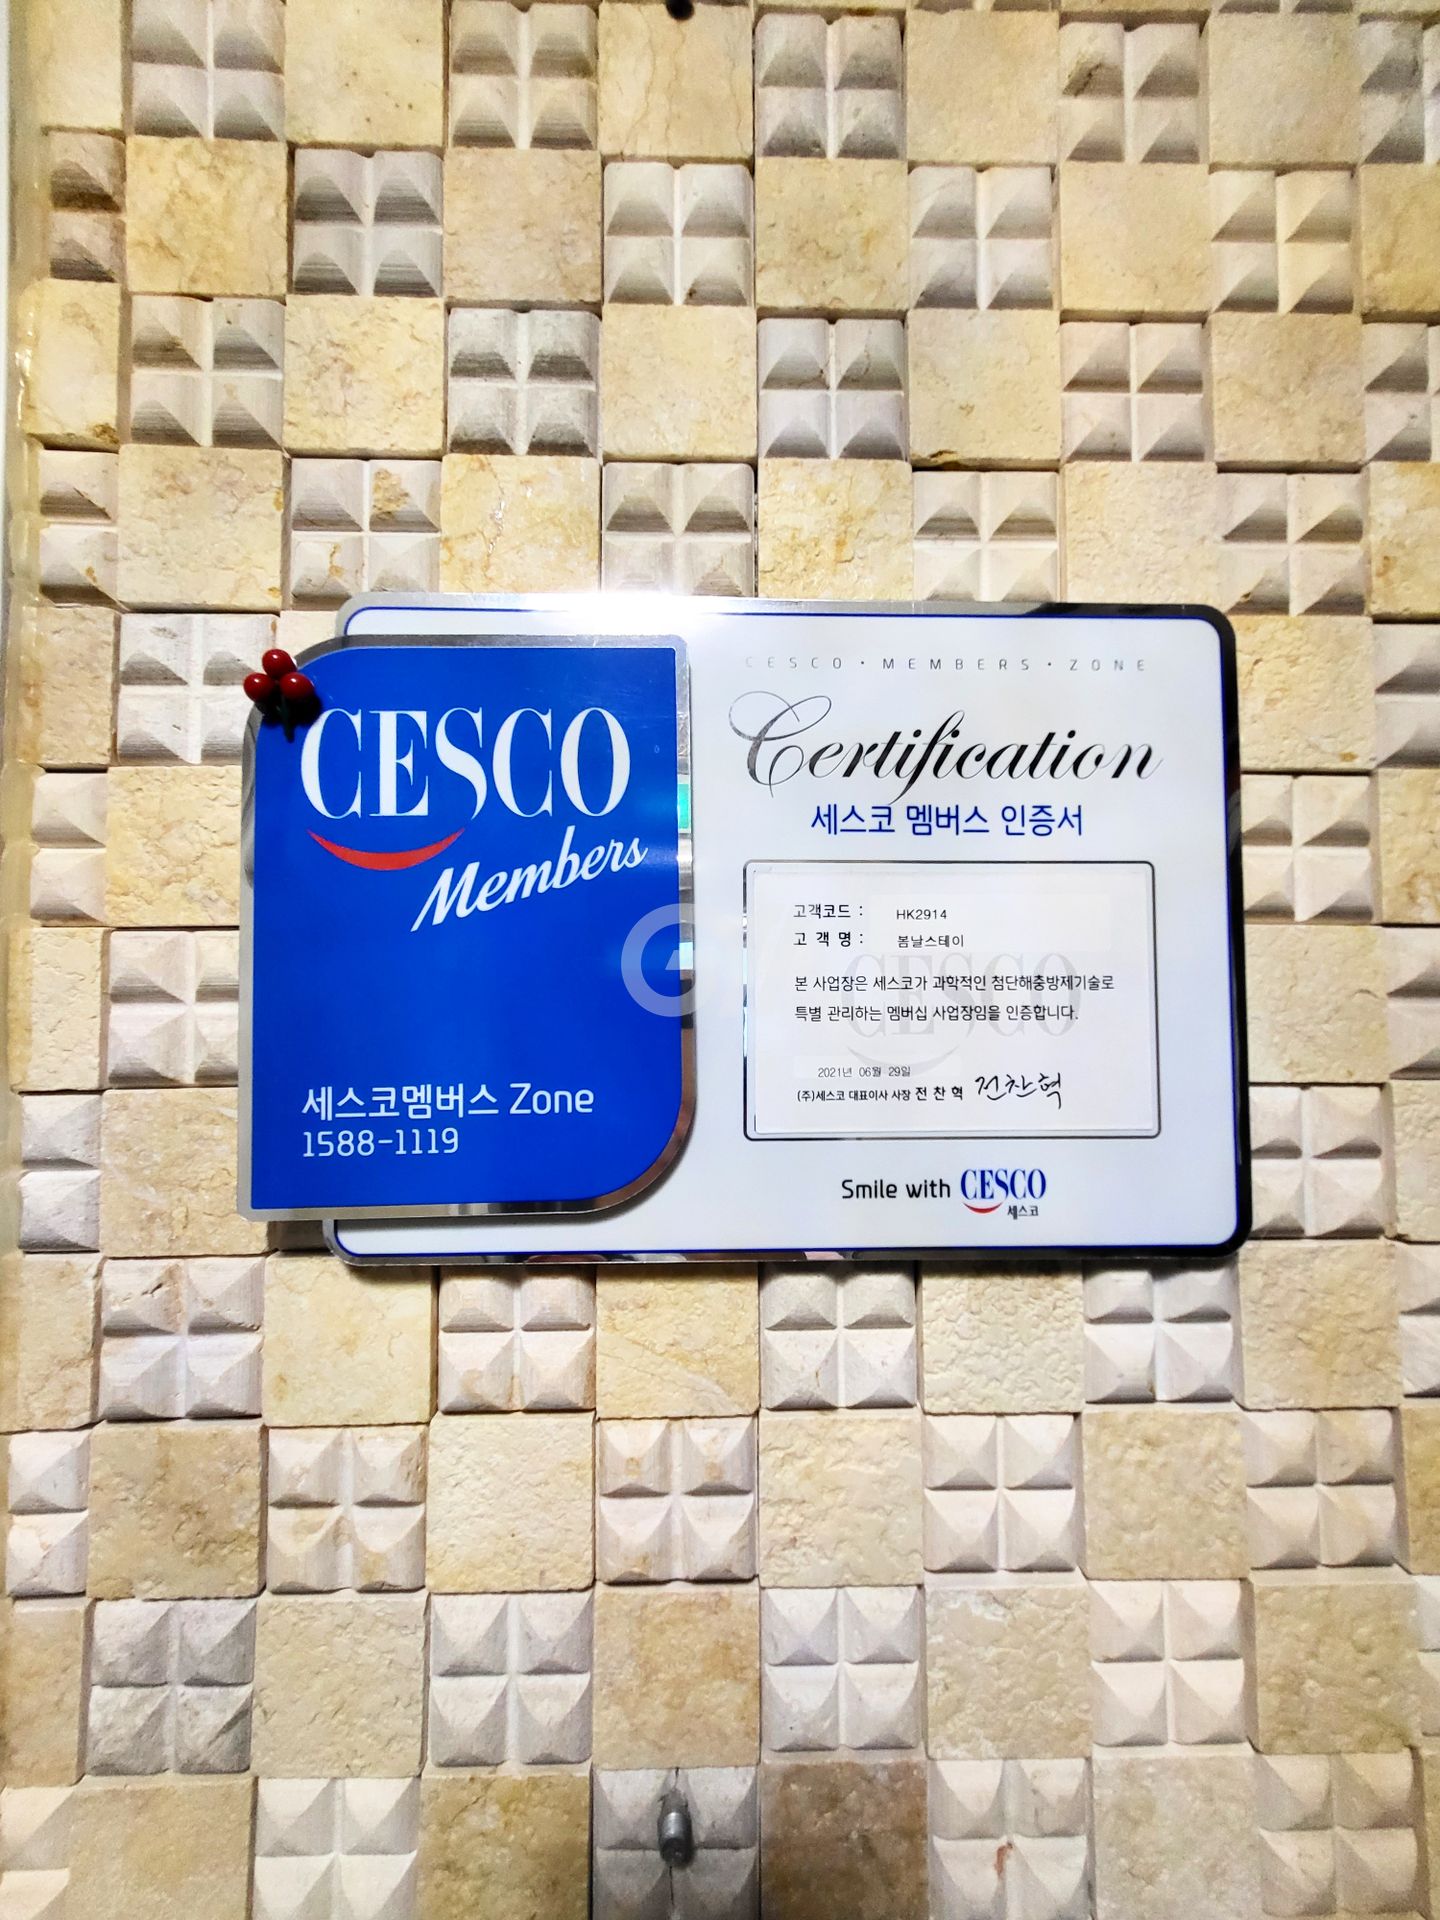 CESCO
Members
세스코멤버스 Zone
1588-1119
CESCO · MEMBERS · ZONE
Certification
세스코 멤버스 인증서
고객코드 : HK2914
고 객 명 : 봄날스테이
본 사업장은 세스코가 과학적인 첨단해충방제기술로
특별 관리하는 멤버십 사업장임을 인증합니다.
CESCO
2021년 06월 29일
(주)세스코 대표이사 사장 전 찬 혁 전찬혁
Smile with CESCO
세스코